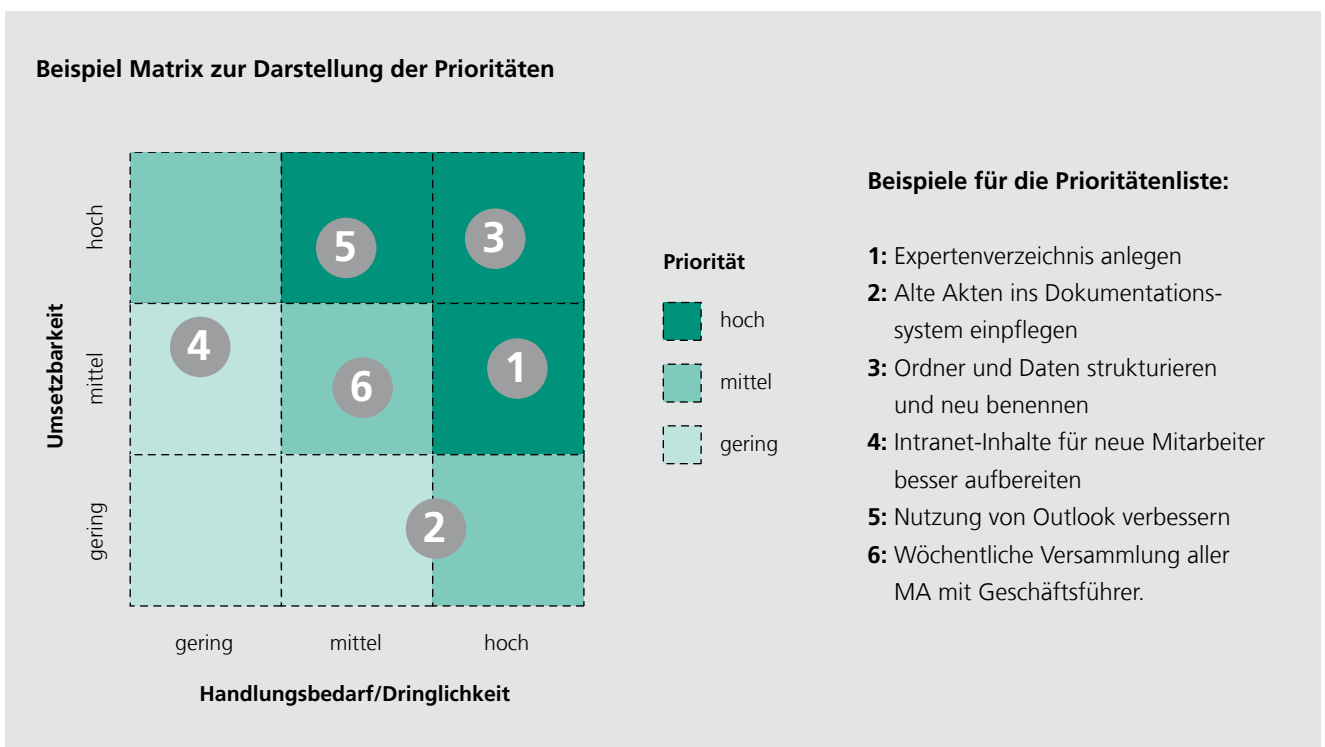 Beispiel Matrix zur Darstellung der Prioritäten
Umsetzbarkeit
hoch
mittel
gering
5
3
4
6
1
2
gering
mittel
hoch
Handlungsbedarf/Dringlichkeit
Priorität
hoch
mittel
gering
Beispiele für die Prioritätenliste:
1: Expertenverzeichnis anlegen
2: Alte Akten ins Dokumentations-
system einpflegen
3: Ordner und Daten strukturieren
und neu benennen
4: Intranet-Inhalte für neue Mitarbeiter
besser aufbereiten
5: Nutzung von Outlook verbessern
6: Wöchentliche Versammlung aller
MA mit Geschäftsführer.